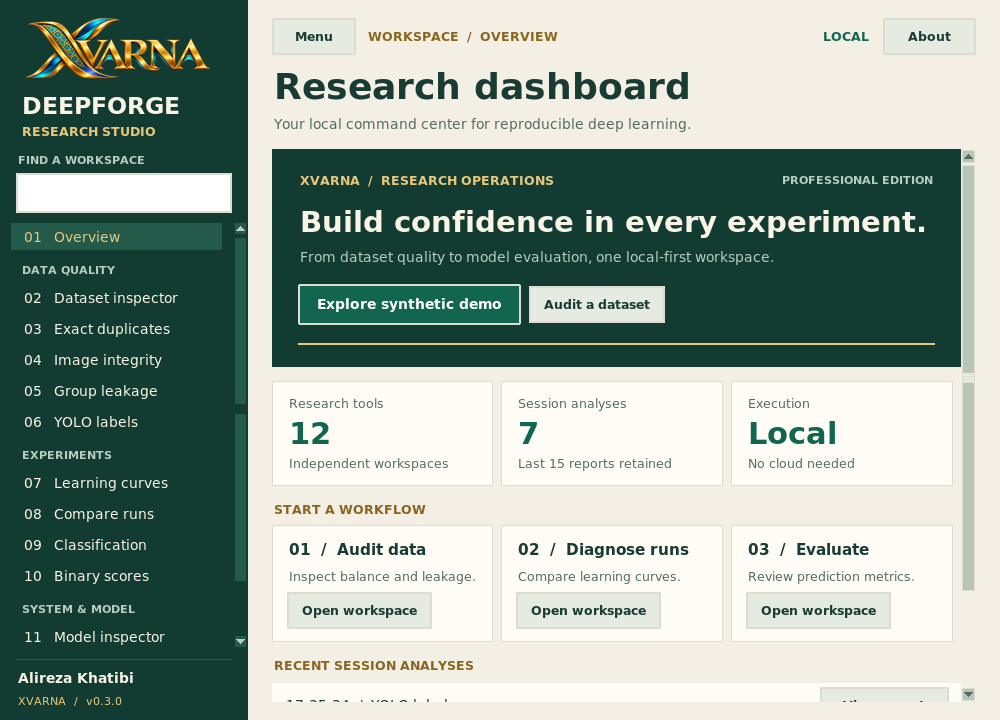 XVARNA
DEEPFORGE
RESEARCH STUDIO
FIND A WORKSPACE
01 Overview
DATA QUALITY
02 Dataset inspector
03 Exact duplicates
04 Image integrity
05 Group leakage
06 YOLO labels
EXPERIMENTS
07 Learning curves
08 Compare runs
09 Classification
10 Binary scores
SYSTEM & MODEL
11 Model inspector
Alireza Khatibi
XVARNA / v0.3.0
Menu WORKSPACE / OVERVIEW LOCAL About
Research dashboard
Your local command center for reproducible deep learning.
XVARNA / RESEARCH OPERATIONS PROFESSIONAL EDITION
Build confidence in every experiment.
From dataset quality to model evaluation, one local-first workspace.
Explore synthetic demo Audit a dataset
Research tools Session analyses Execution
12 7 Local
Independent workspaces Last 15 reports retained No cloud needed
START A WORKFLOW
01 / Audit data 02 / Diagnose runs 03 / Evaluate
Inspect balance and leakage. Compare learning curves. Review prediction metrics.
Open workspace Open workspace Open workspace
RECENT SESSION ANALYSES